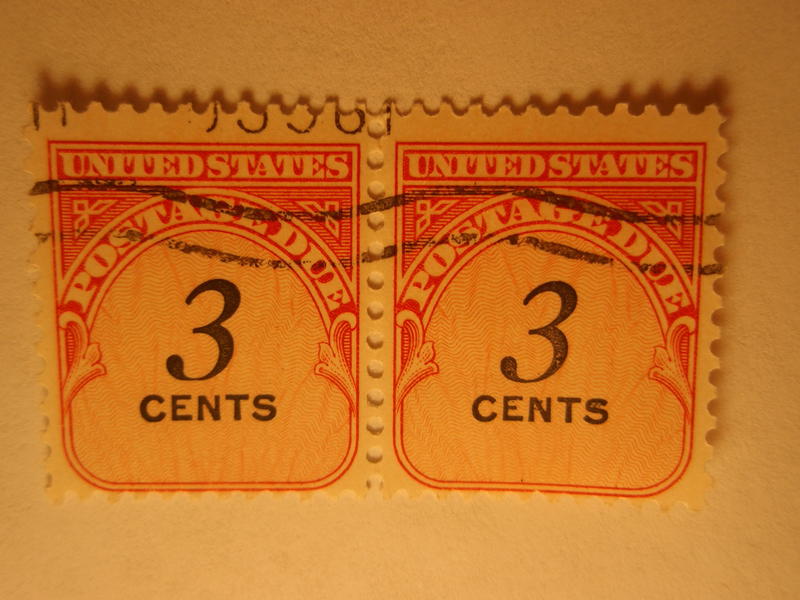 UNITED STATES
POSTAGE DUE
3
CENTS
UNITED STATES
POSTAGE DUE
3
CENTS